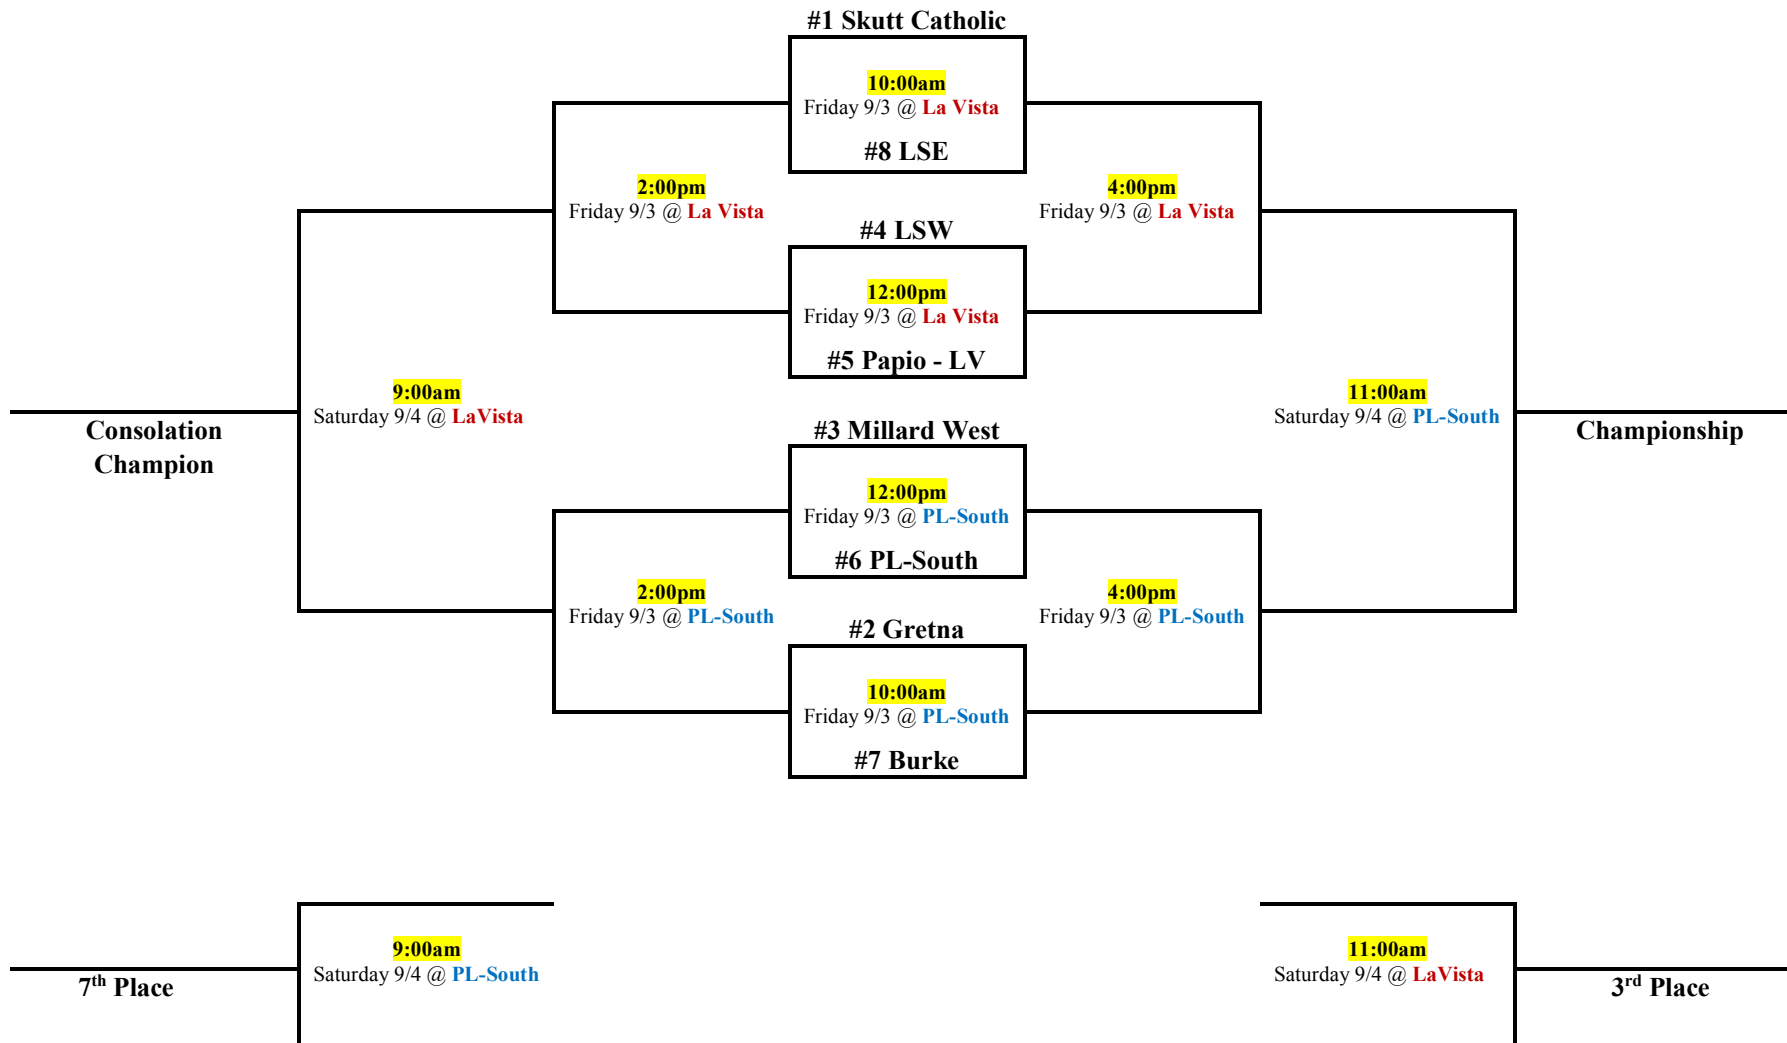 #1 Skutt Catholic
10:00am
Friday 9/3 @ La Vista
#8 LSE
2:00pm
Friday 9/3 @ La Vista
4:00pm
Friday 9/3 @ La Vista
#4 LSW
12:00pm
Friday 9/3 @ La Vista
#5 Papio - LV
9:00am
Saturday 9/4 @ LaVista
11:00am
Saturday 9/4 @ PL-South
Consolation
Champion
Championship
#3 Millard West
12:00pm
Friday 9/3 @ PL-South
#6 PL-South
2:00pm
Friday 9/3 @ PL-South
4:00pm
Friday 9/3 @ PL-South
#2 Gretna
10:00am
Friday 9/3 @ PL-South
#7 Burke
9:00am
Saturday 9/4 @ PL-South
7th Place
11:00am
Saturday 9/4 @ LaVista
3rd Place